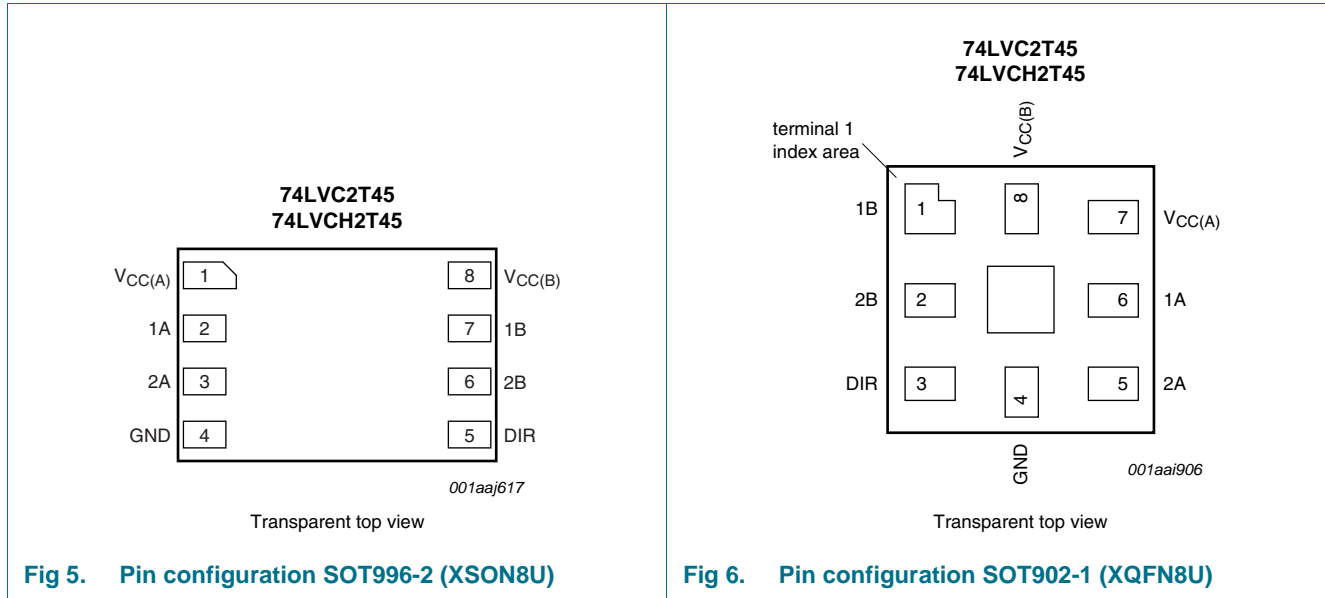 74LVC2T45
74LVCH2T45
VCC(A) 1 8 VCC(B)
1A 2 7 1B
2A 3 6 2B
GND 4 5 DIR
001aaj617
Transparent top view
Fig 5. Pin configuration SOT996-2 (XSON8U)
74LVC2T45
74LVCH2T45
terminal 1
index area
VCC(B)
1B 1 8 7 VCC(A)
2B 2 6 1A
DIR 3 4 5 2A
GND
001aai906
Transparent top view
Fig 6. Pin configuration SOT902-1 (XQFN8U)